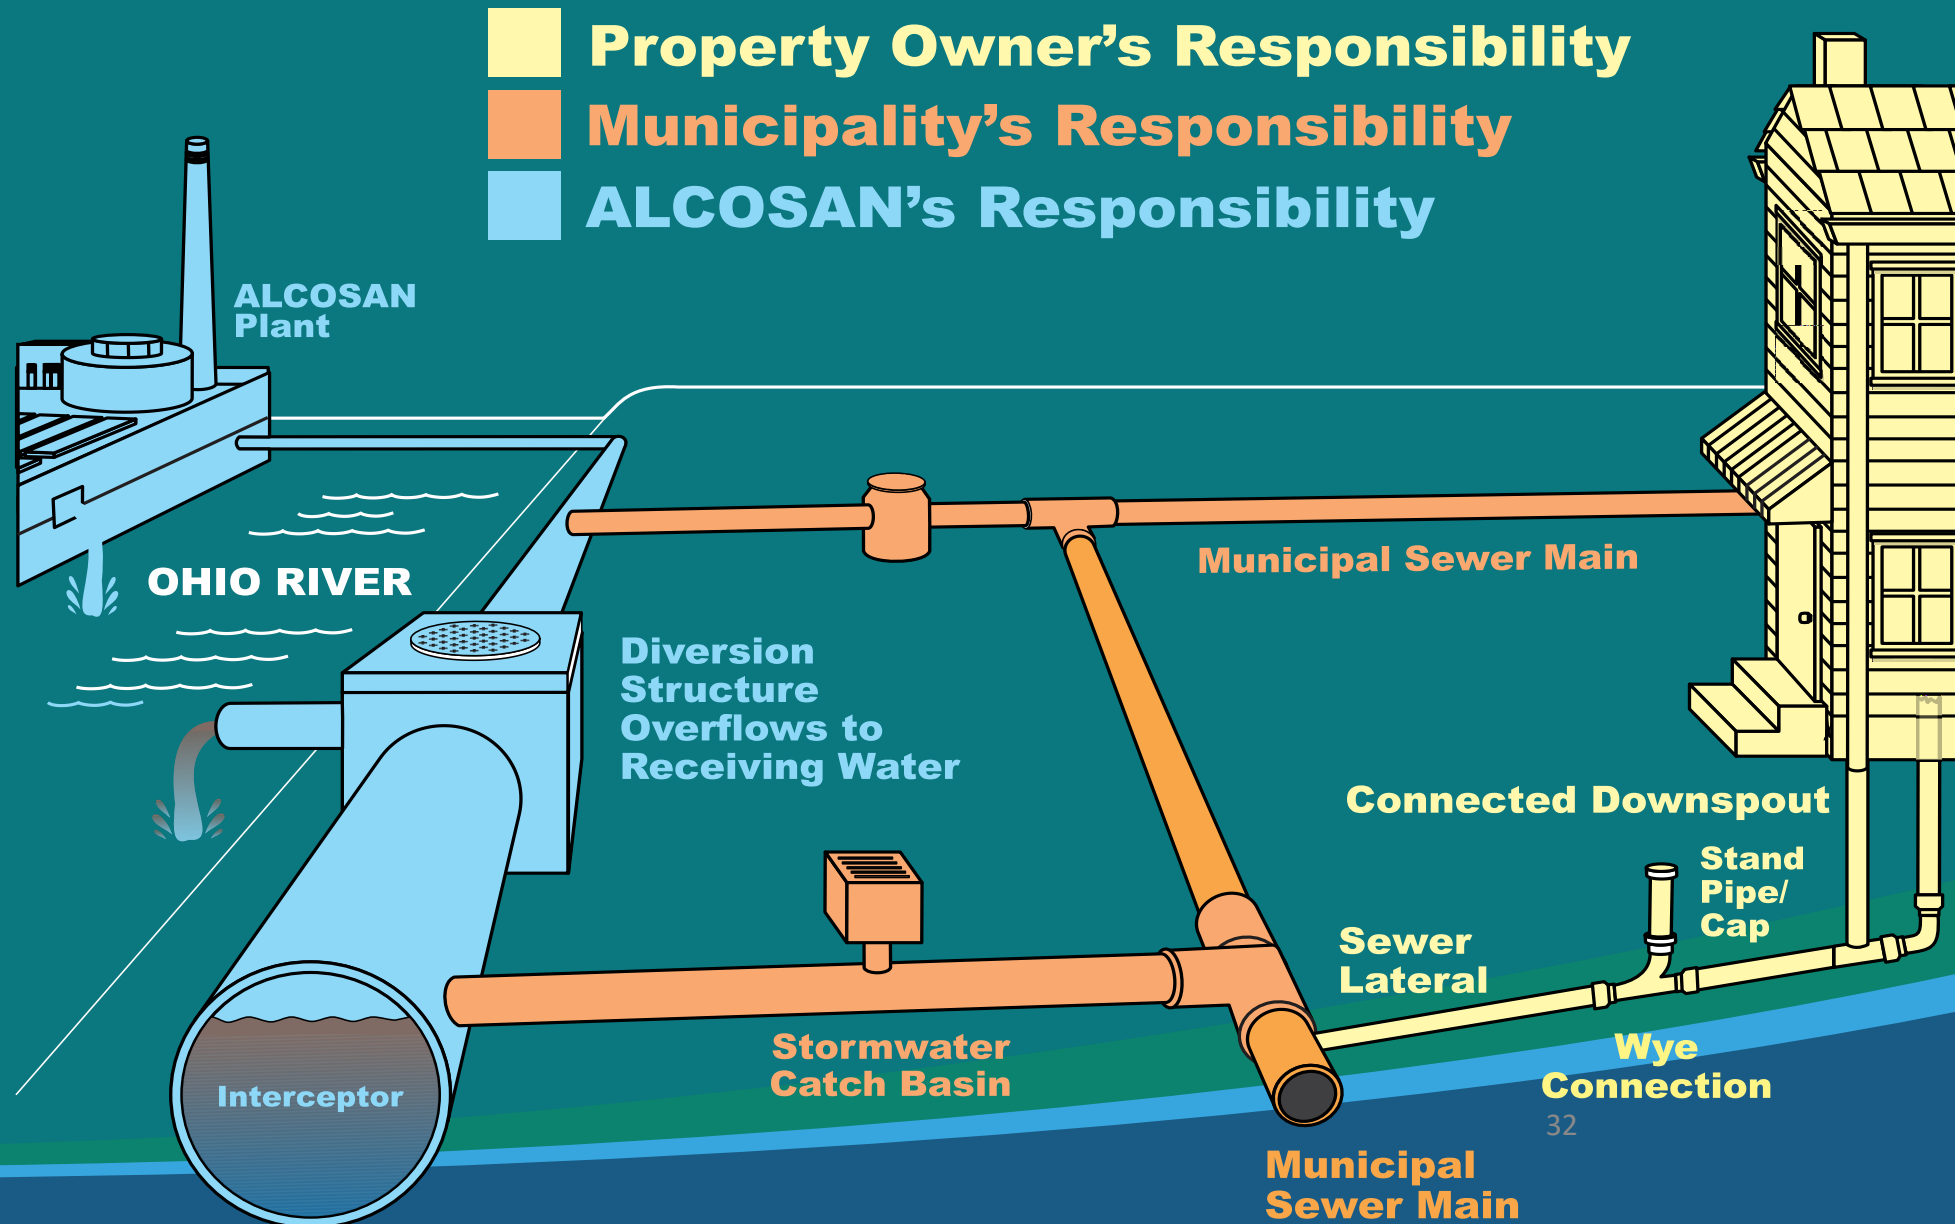 Property Owner’s Responsibility
Municipality’s Responsibility
ALCOSAN’s Responsibility
ALCOSAN
Plant
OHIO RIVER
Municipal Sewer Main
Diversion
Structure
Overflows to
Receiving Water
Connected Downspout
Stand
Pipe/
Cap
Sewer
Lateral
Stormwater
Catch Basin
Wye
Connection
Interceptor
32
Municipal
Sewer Main